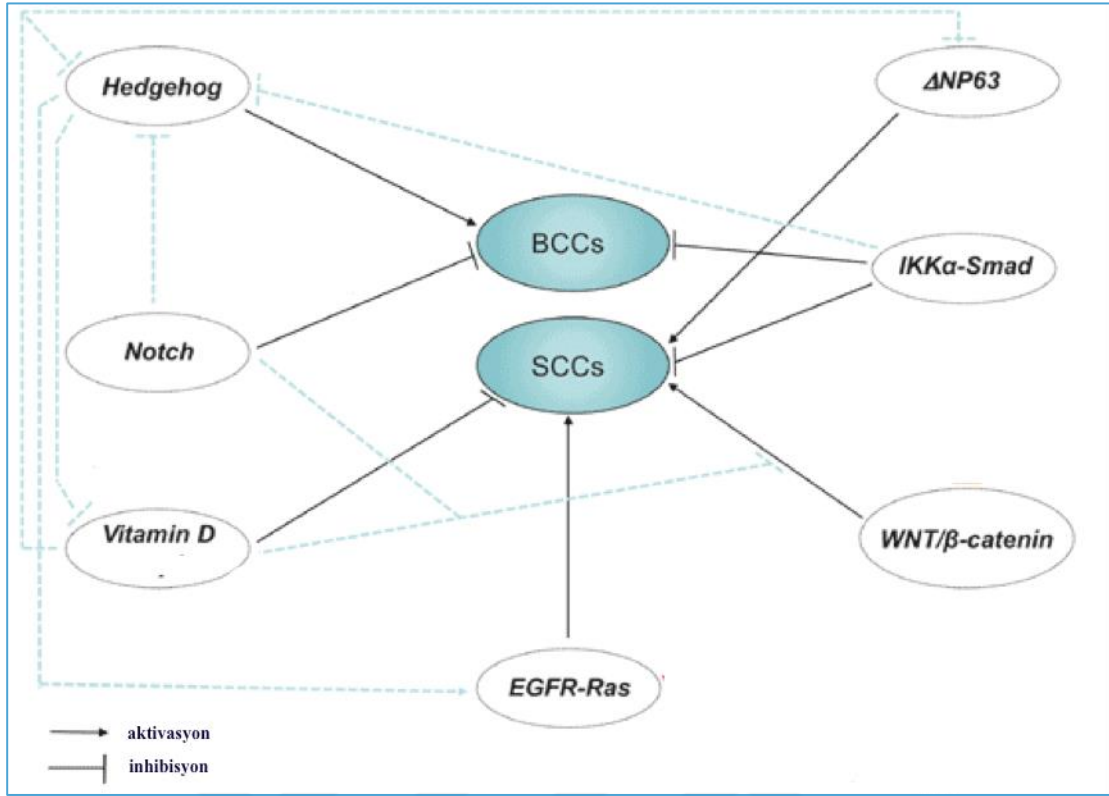 Hedgehog
ΔNP63
BCCs
IKKα-Smad
Notch
SCCs
Vitamin D
WNT/β-catenin
EGFR-Ras
aktivasyon
inhibisyon